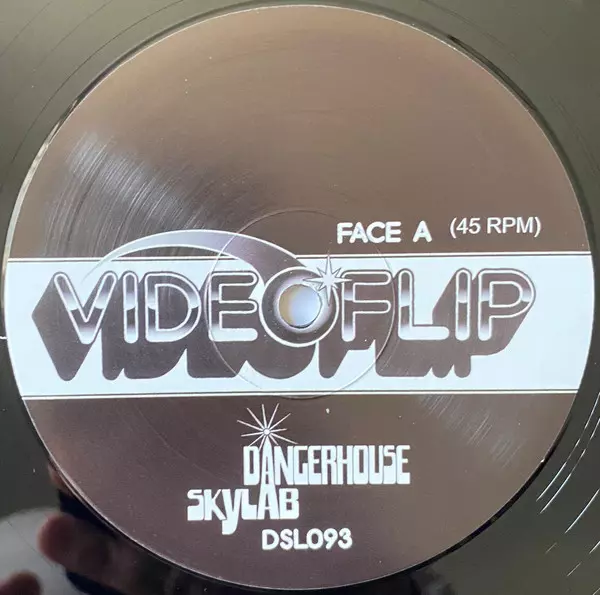 FACE A (45 RPM)
VIDEOFLIP
DANGERHOUSE
SKYLAB
DSL093